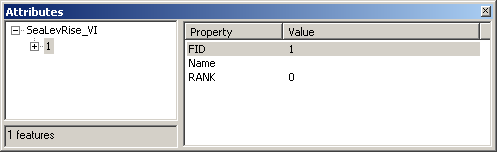 Attributes
SeaLevRise_VI
1
1 features
Property Value
FID 1
Name
RANK 0